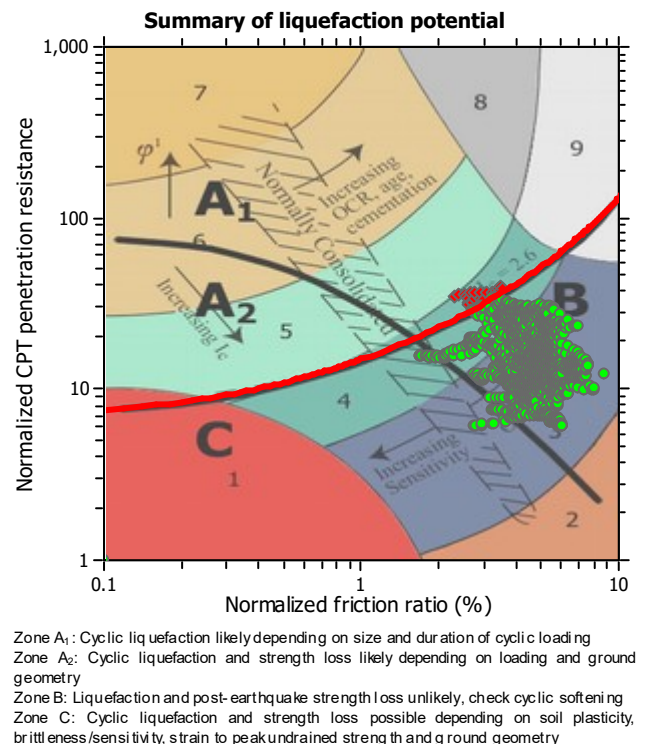 Summary of liquefaction potential
Normalized CPT penetration resistance
1,000
100
10
1
0.1
1
10
Normalized friction ratio (%)
7
8
9
φ'
A1
Normally Consolidated
Increasing
OCR, age,
cementation
6
A2
Increasing Ic
5
= 2.6
B
4
C
1
Increasing
Sensitivity
3
2
Zone A1: Cyclic liquefaction likely depending on size and duration of cyclic loading
Zone A2: Cyclic liquefaction and strength loss likely depending on loading and ground
geometry
Zone B: Liquefaction and post-earthquake strength loss unlikely, check cyclic softening
Zone C: Cyclic liquefaction and strength loss possible depending on soil plasticity,
brittleness/sensitivity, strain to peak undrained strength and ground geometry